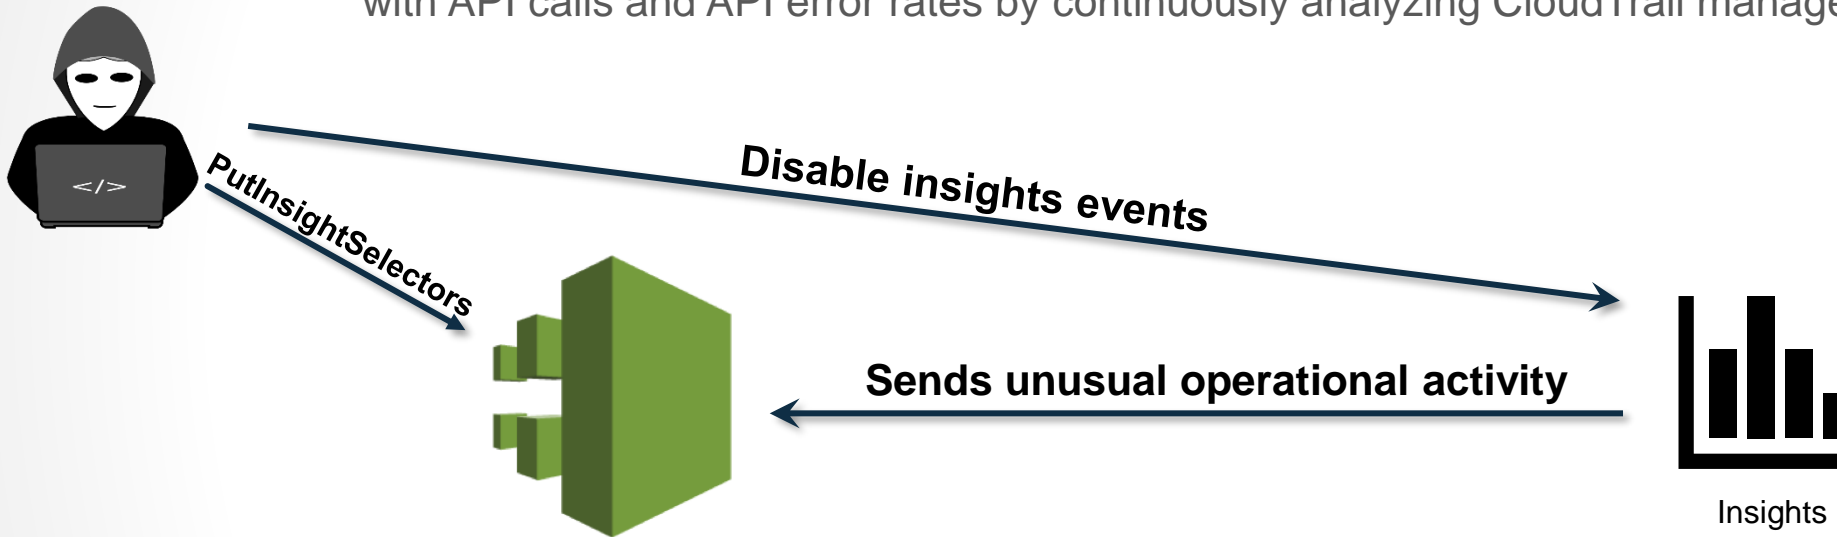 with API calls and API error rates by continuously analyzing CloudTrail manage
</>
PutInsightSelectors
Disable insights events
Sends unusual operational activity
Insights